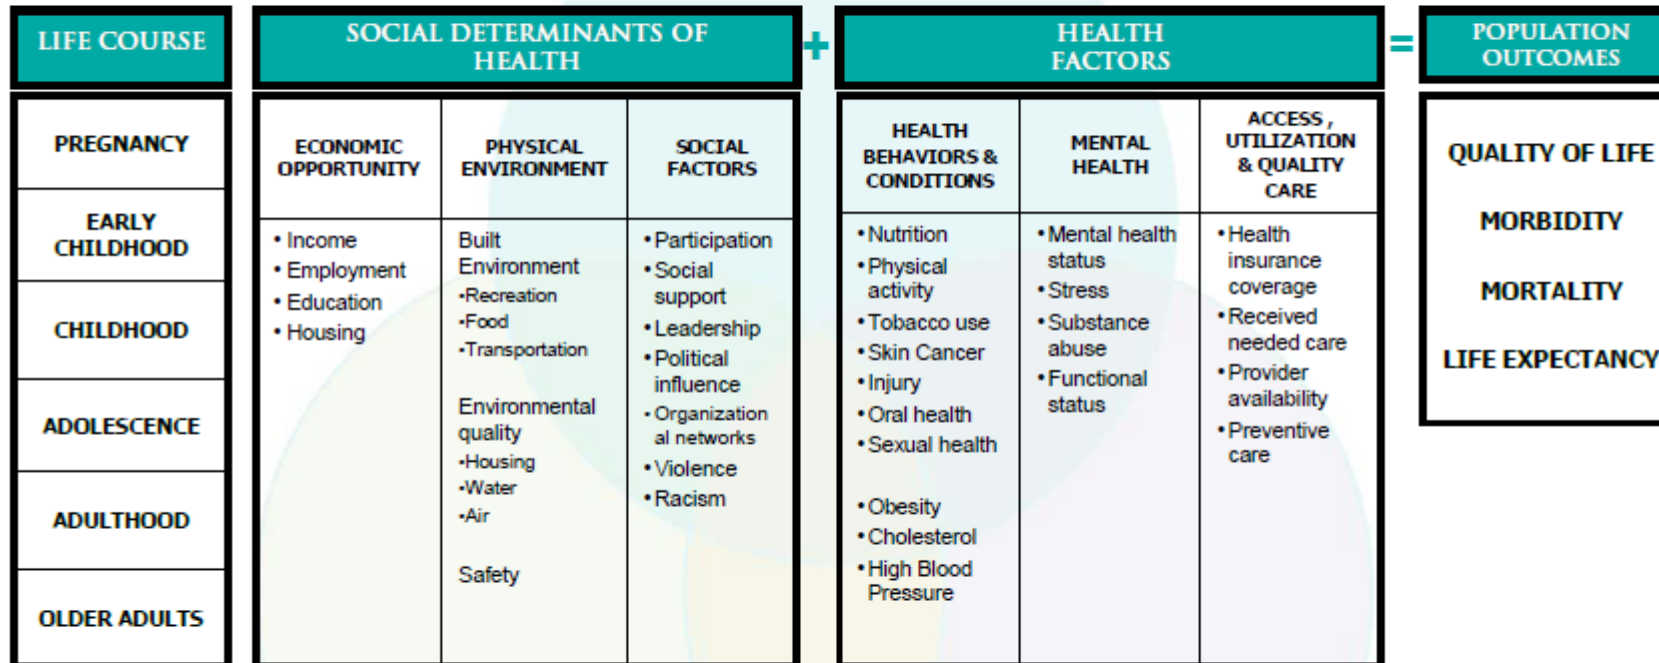 LIFE COURSE
SOCIAL DETERMINANTS OF
HEALTH
+
HEALTH
FACTORS
=
POPULATION
OUTCOMES
PREGNANCY
EARLY
CHILDHOOD
CHILDHOOD
ADOLESCENCE
ADULTHOOD
OLDER ADULTS
ECONOMIC
OPPORTUNITY
• Income
• Employment
• Education
• Housing
PHYSICAL
ENVIRONMENT
Built
Environment
•Recreation
•Food
•Transportation
Environmental
quality
•Housing
•Water
•Air
Safety
SOCIAL
FACTORS
• Participation
• Social
support
• Leadership
• Political
influence
• Organization
al networks
• Violence
• Racism
HEALTH
BEHAVIORS &
CONDITIONS
• Nutrition
• Physical
activity
• Tobacco use
• Skin Cancer
• Injury
• Oral health
• Sexual health
• Obesity
• Cholesterol
• High Blood
Pressure
MENTAL
HEALTH
• Mental health
status
• Stress
• Substance
abuse
• Functional
status
ACCESS ,
UTILIZATION
& QUALITY
CARE
• Health
insurance
coverage
• Received
needed care
• Provider
availability
• Preventive
care
QUALITY OF LIFE
MORBIDITY
MORTALITY
LIFE EXPECTANCY